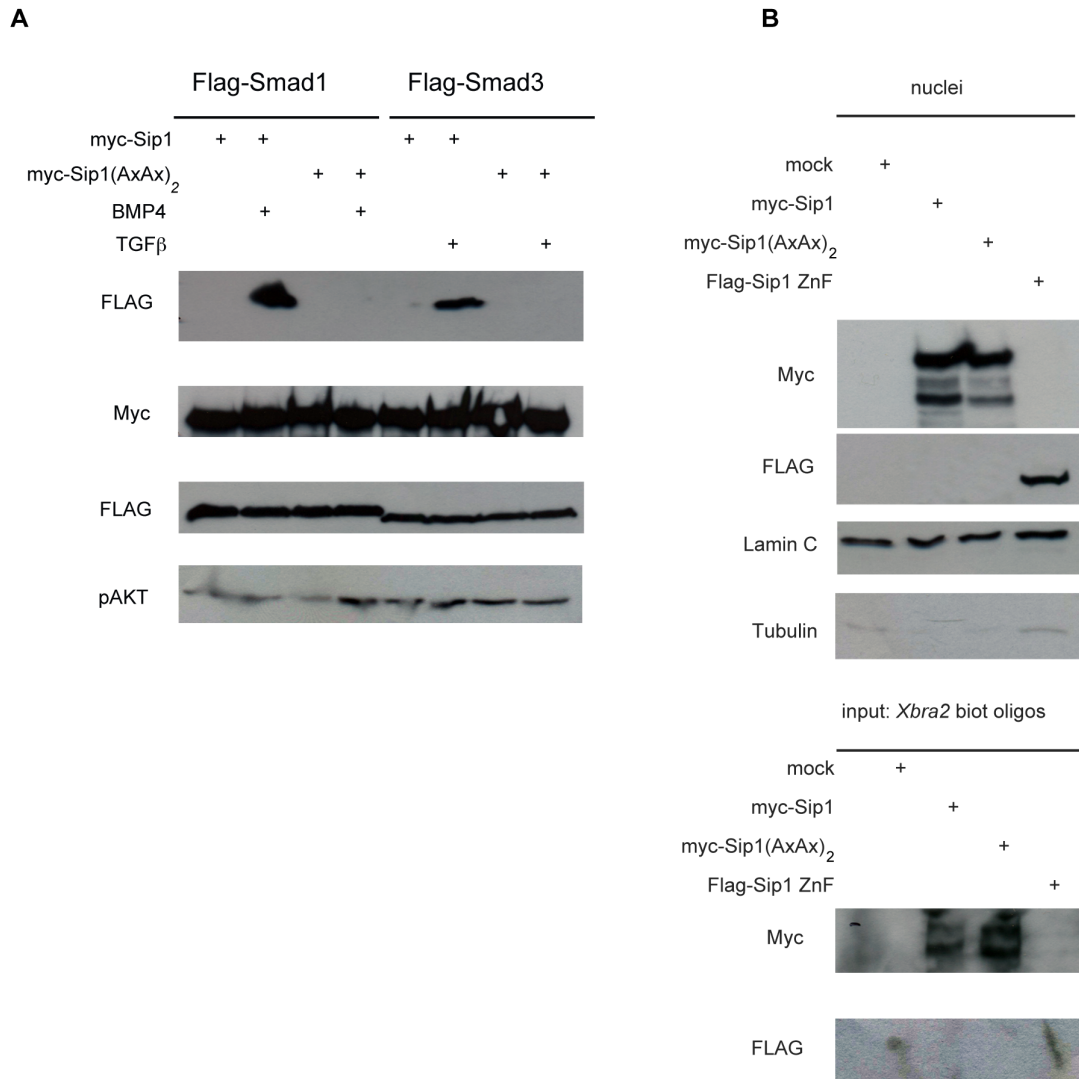 A
Flag-Smad1 Flag-Smad3
myc-Sip1 + + + +
myc-Sip1(AxAx)2 + + + +
BMP4 + +
TGFβ + +
FLAG
Myc
FLAG
pAKT
B
nuclei
mock +
myc-Sip1 +
myc-Sip1(AxAx)2 +
Flag-Sip1 ZnF +
Myc
FLAG
Lamin C
Tubulin
input: Xbra2 biot oligos
mock +
myc-Sip1 +
myc-Sip1(AxAx)2 +
Flag-Sip1 ZnF +
Myc
FLAG